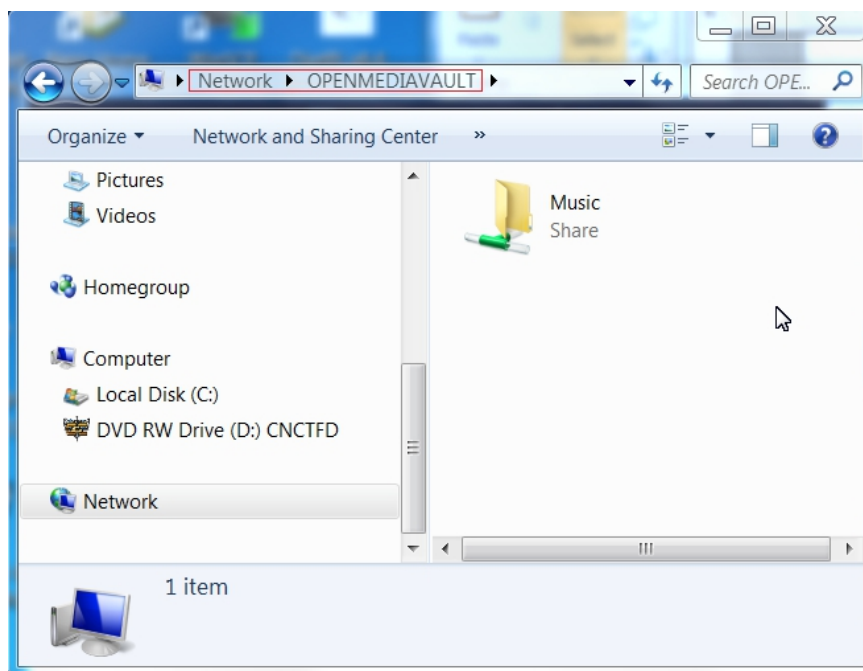 Network OPENMEDIAVAULT
Search OPE...
Organize Network and Sharing Center »
Pictures
Videos
Homegroup
Computer
Local Disk (C:)
DVD RW Drive (D:) CNCTFD
Network
Music
Share
1 item